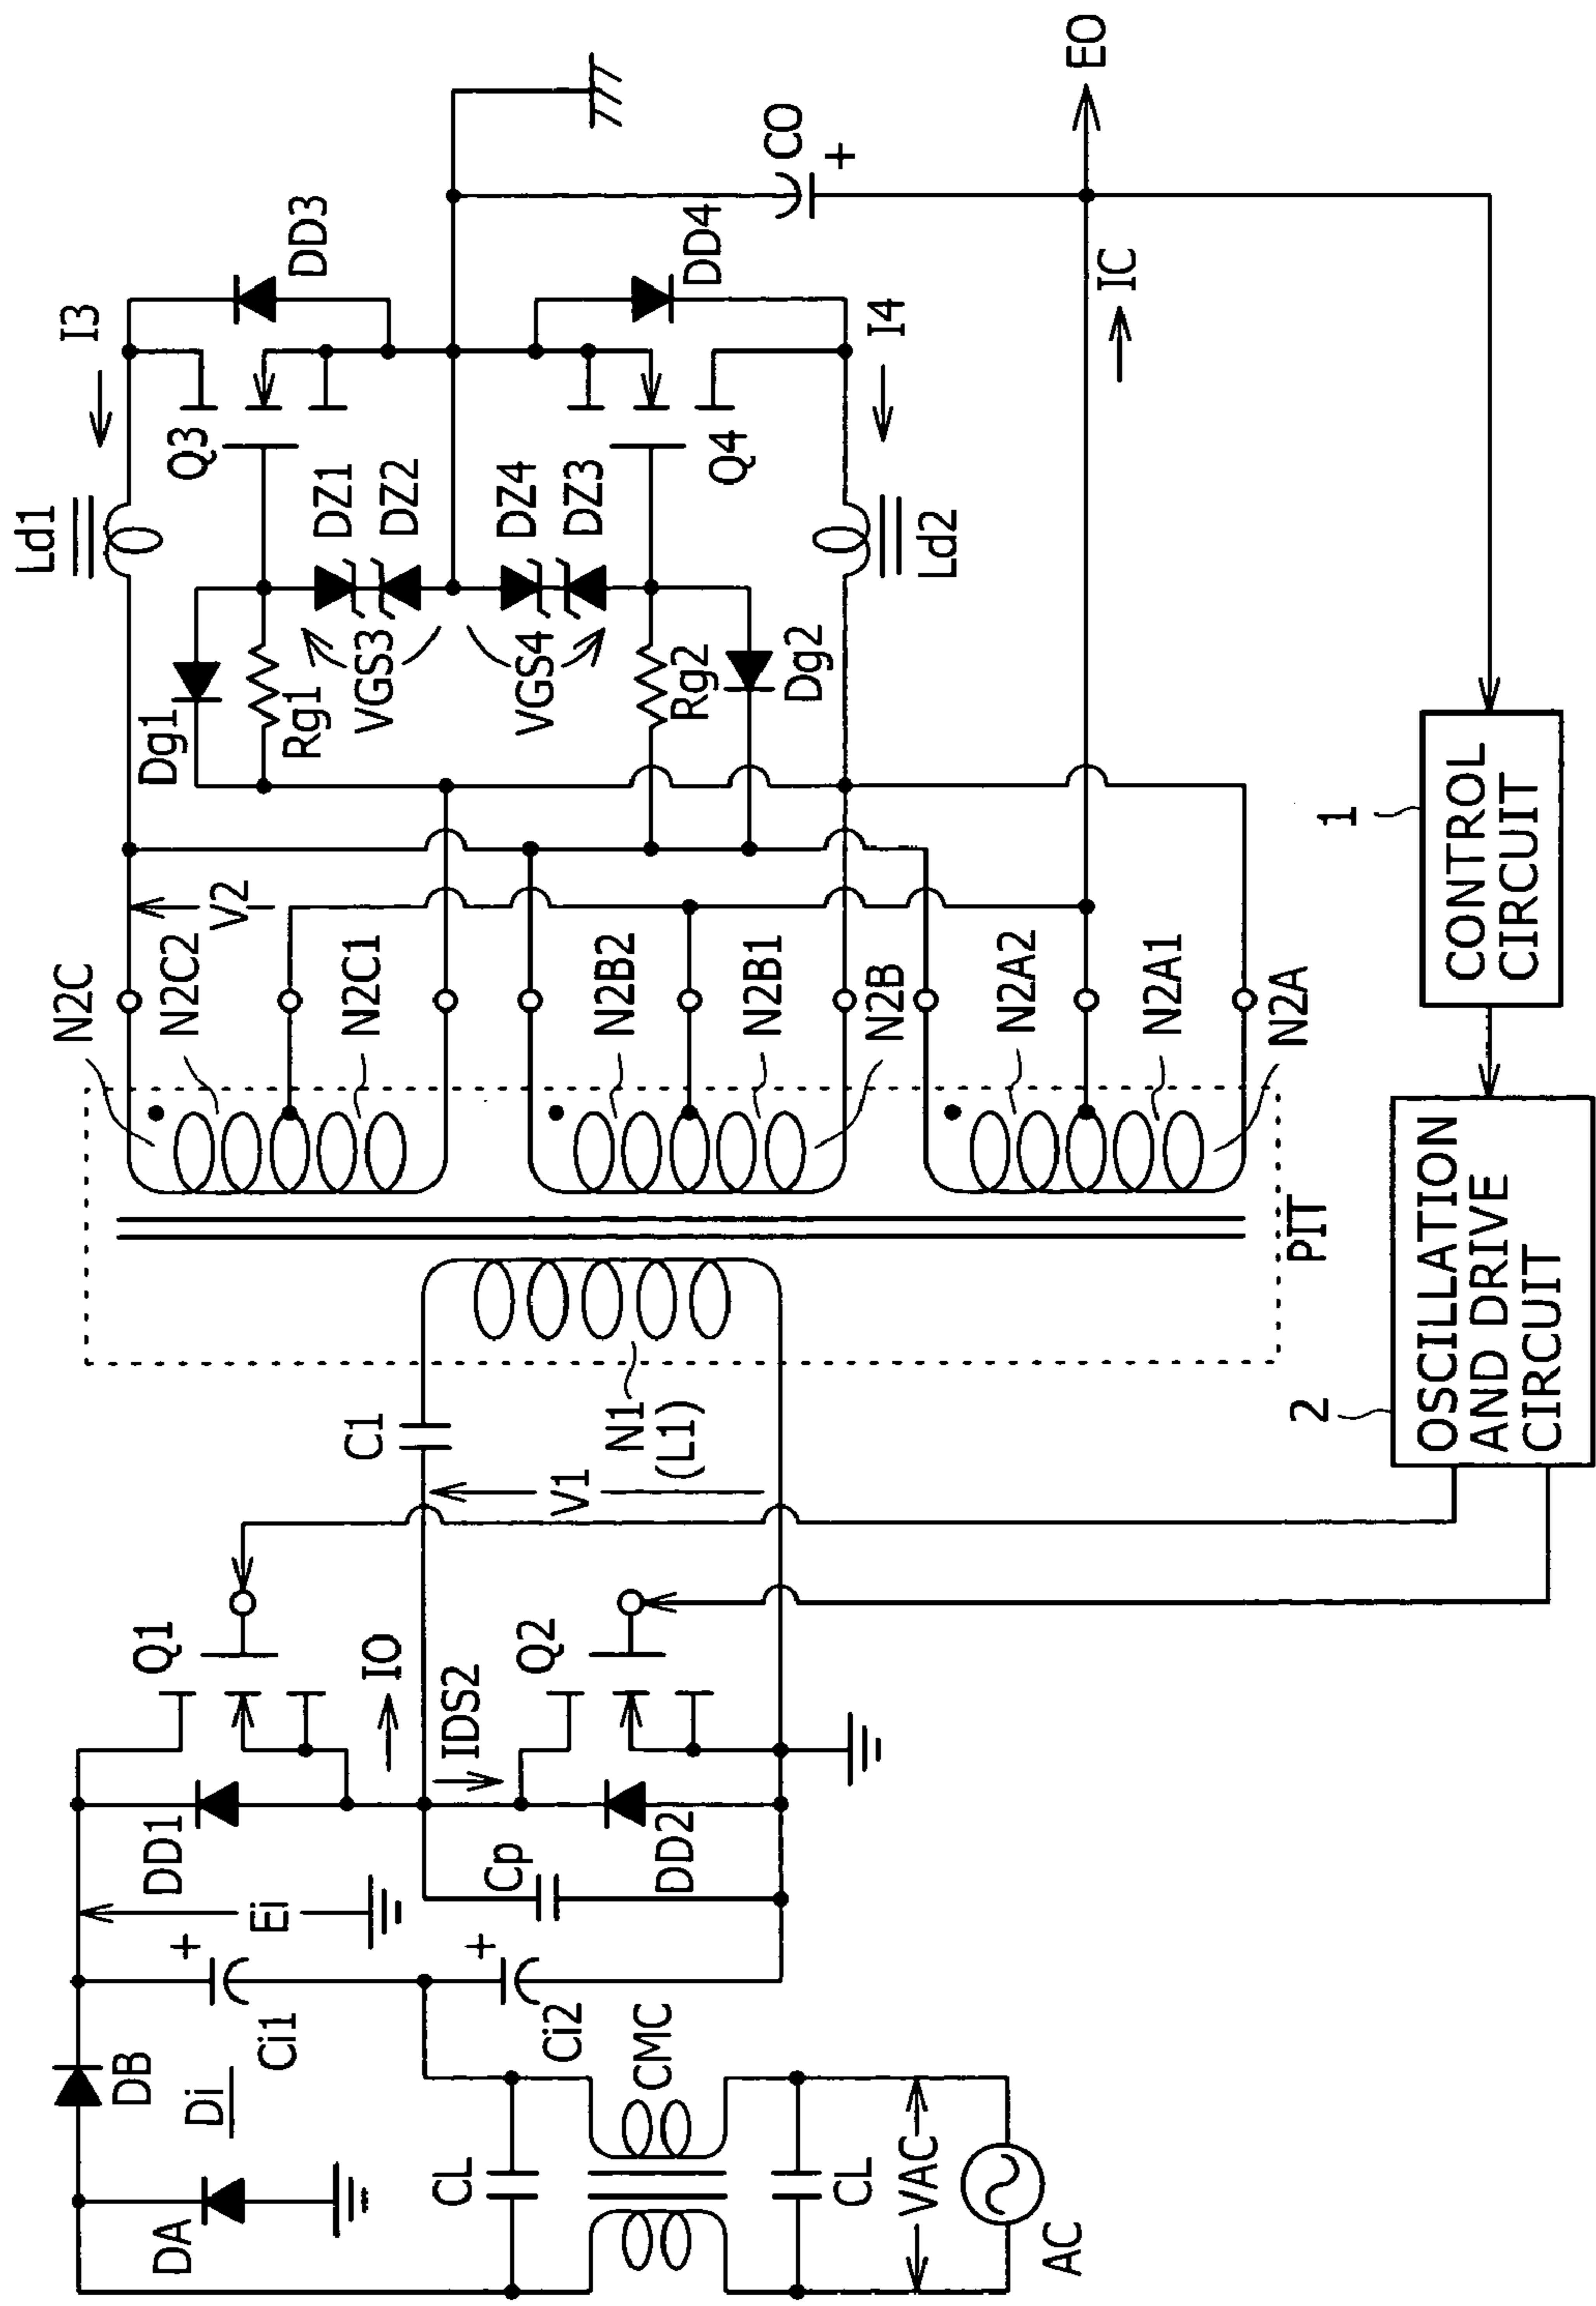 I3
DD3
Ld1
Q3
DZ1
DZ2
DZ4
DZ3
Q4
DD4
CO
+
EO
IC
I4
Ld2
Dg1
Rg1
VGS3
VGS4
Rg2
Dg2
V2
N2C
N2C2
N2C1
N2B2
N2B1
N2B
N2A2
N2A1
N2A
1
CONTROL
CIRCUIT
PIT
2
OSCILLATION
AND DRIVE
CIRCUIT
C1
N1
(L1)
V1
Q1
IO
IDS2
Q2
DD1
Cp
DD2
Ei
+
Ci1
+
Ci2
DB
Di
DA
CL
CMC
CL
VAC
AC